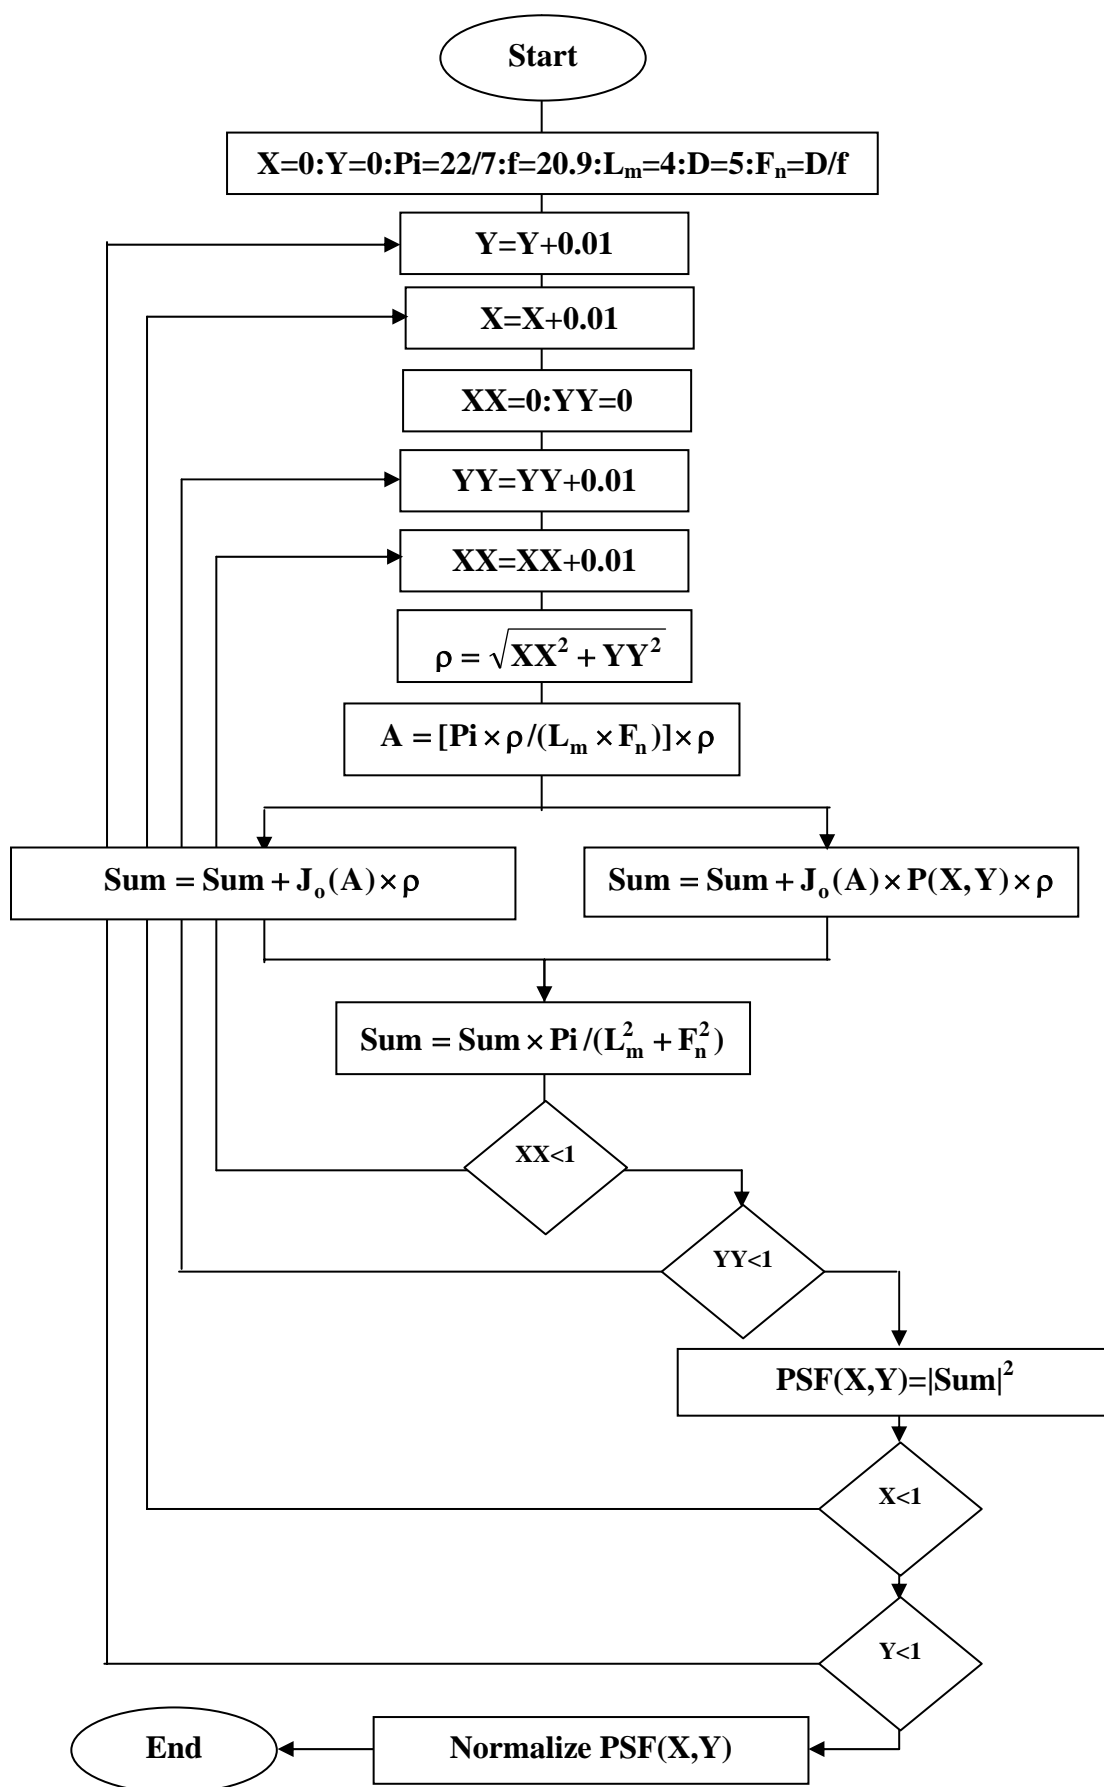 Start
X=0:Y=0:Pi=22/7:f=20.9:Lₘ=4:D=5:Fₙ=D/f
Y=Y+0.01
X=X+0.01
XX=0:YY=0
YY=YY+0.01
XX=XX+0.01
ρ = √XX² + YY²
A = [Pi × ρ /(Lₘ × Fₙ)] × ρ
Sum = Sum + Jₒ(A) × ρ
Sum = Sum + Jₒ(A) × P(X, Y) × ρ
Sum = Sum × Pi /(Lₘ² + Fₙ²)
XX<1
YY<1
PSF(X,Y)=|Sum|²
X<1
Y<1
End
Normalize PSF(X,Y)